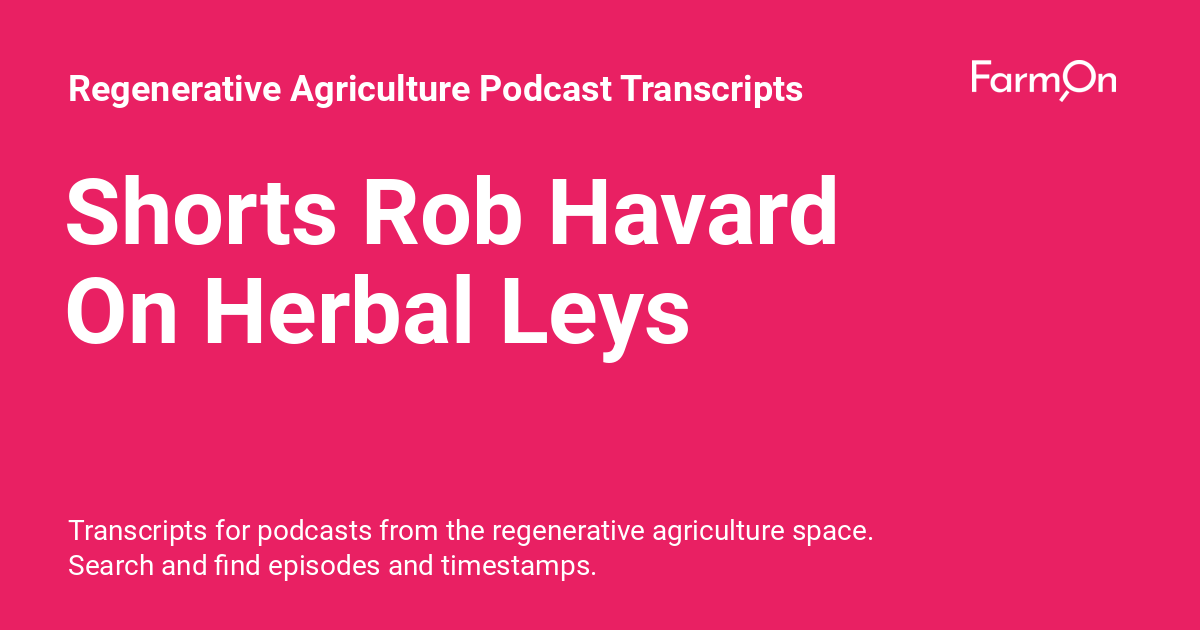 Regenerative Agriculture Podcast Transcripts
FarmOn
Shorts Rob Havard
On Herbal Leys
Transcripts for podcasts from the regenerative agriculture space.
Search and find episodes and timestamps.